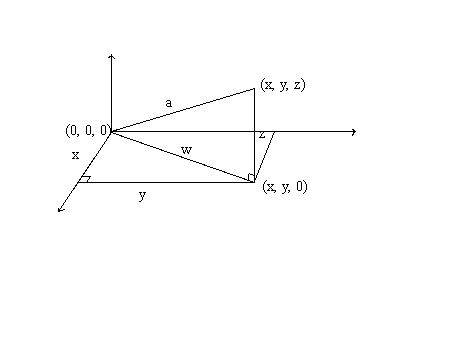 (x, y, z)
a
(0, 0, 0)
z
w
x
(x, y, 0)
y